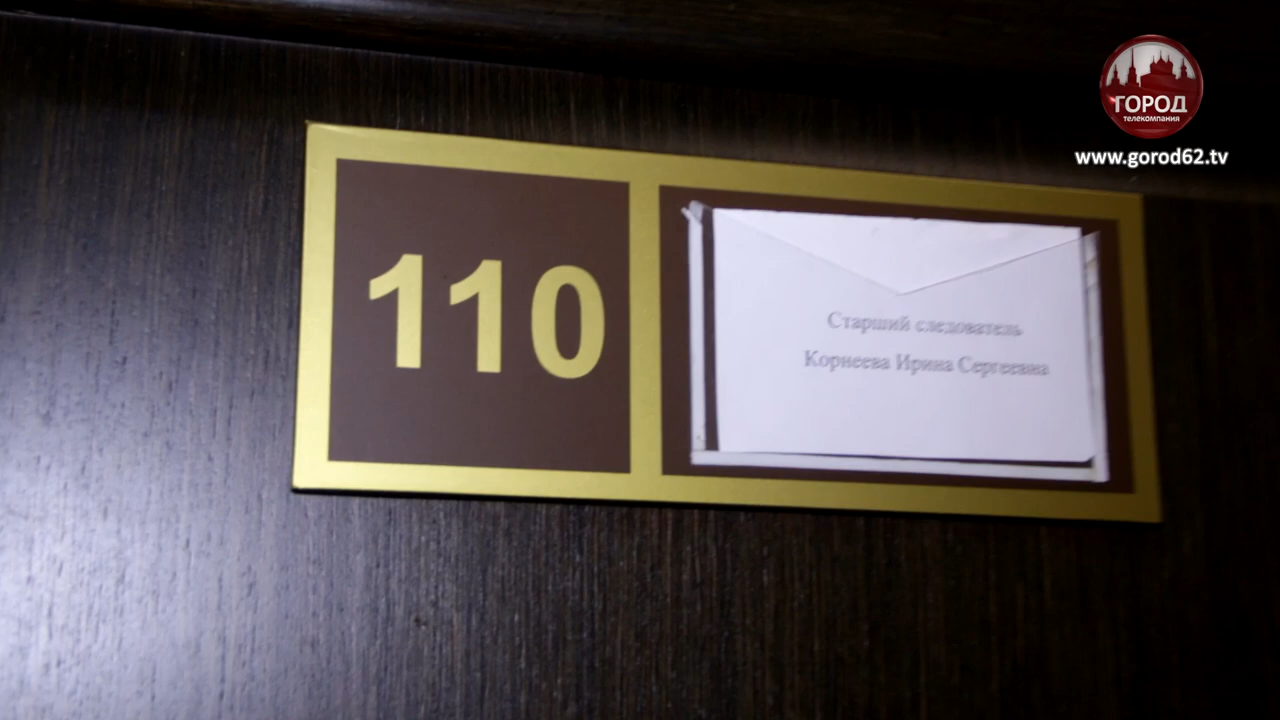 ГОРОД
телекомпания
www.gorod62.tv
110
Старший следователь
Корнеева Ирина Сергеевна